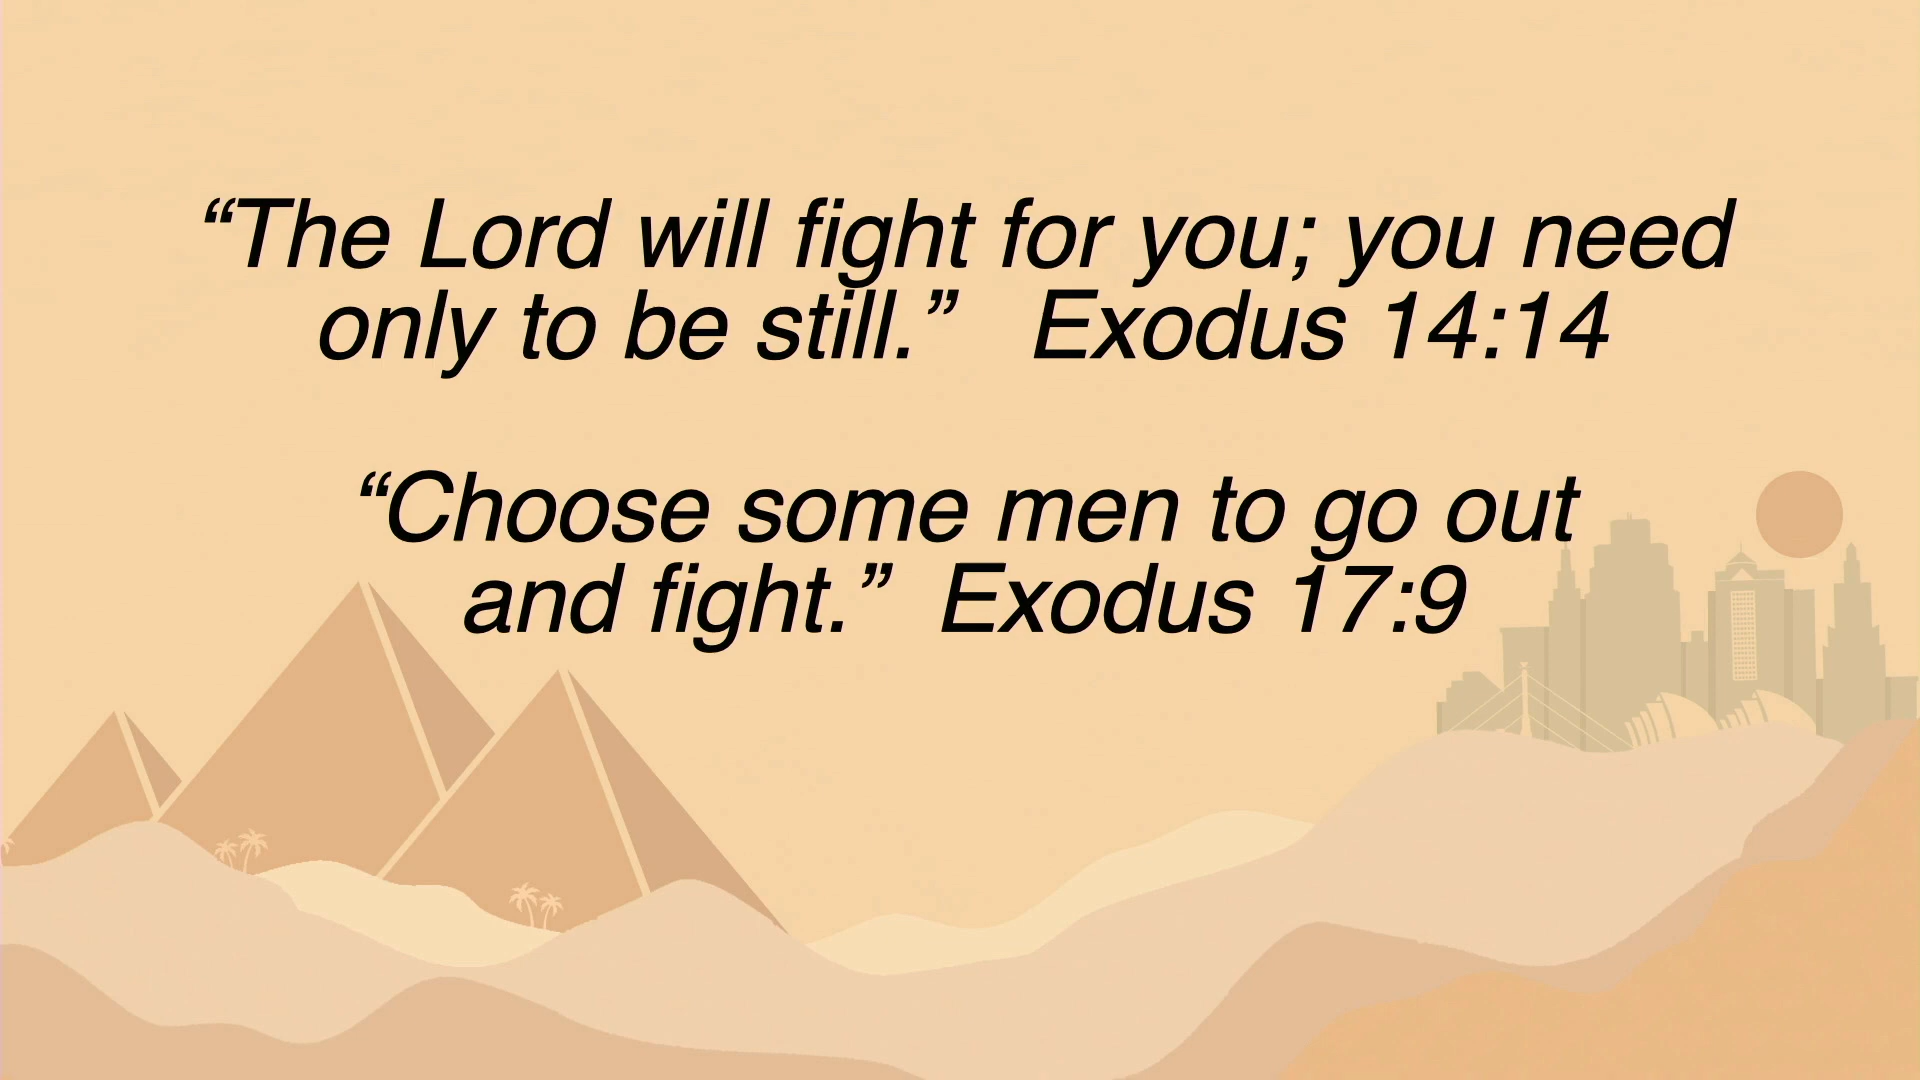 “The Lord will fight for you; you need
only to be still.”   Exodus 14:14
“Choose some men to go out
and fight.”  Exodus 17:9